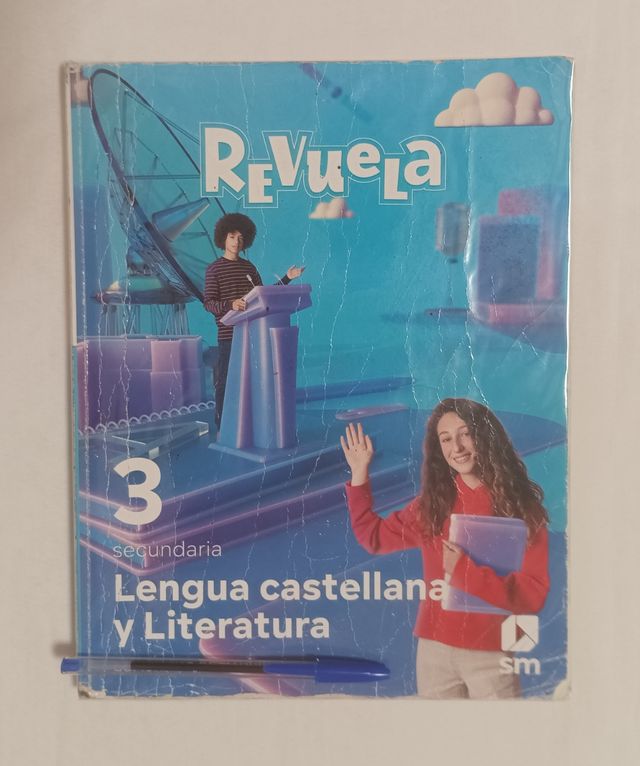 REVUELA
3
secundaria
Lengua castellana
y Literatura
sm